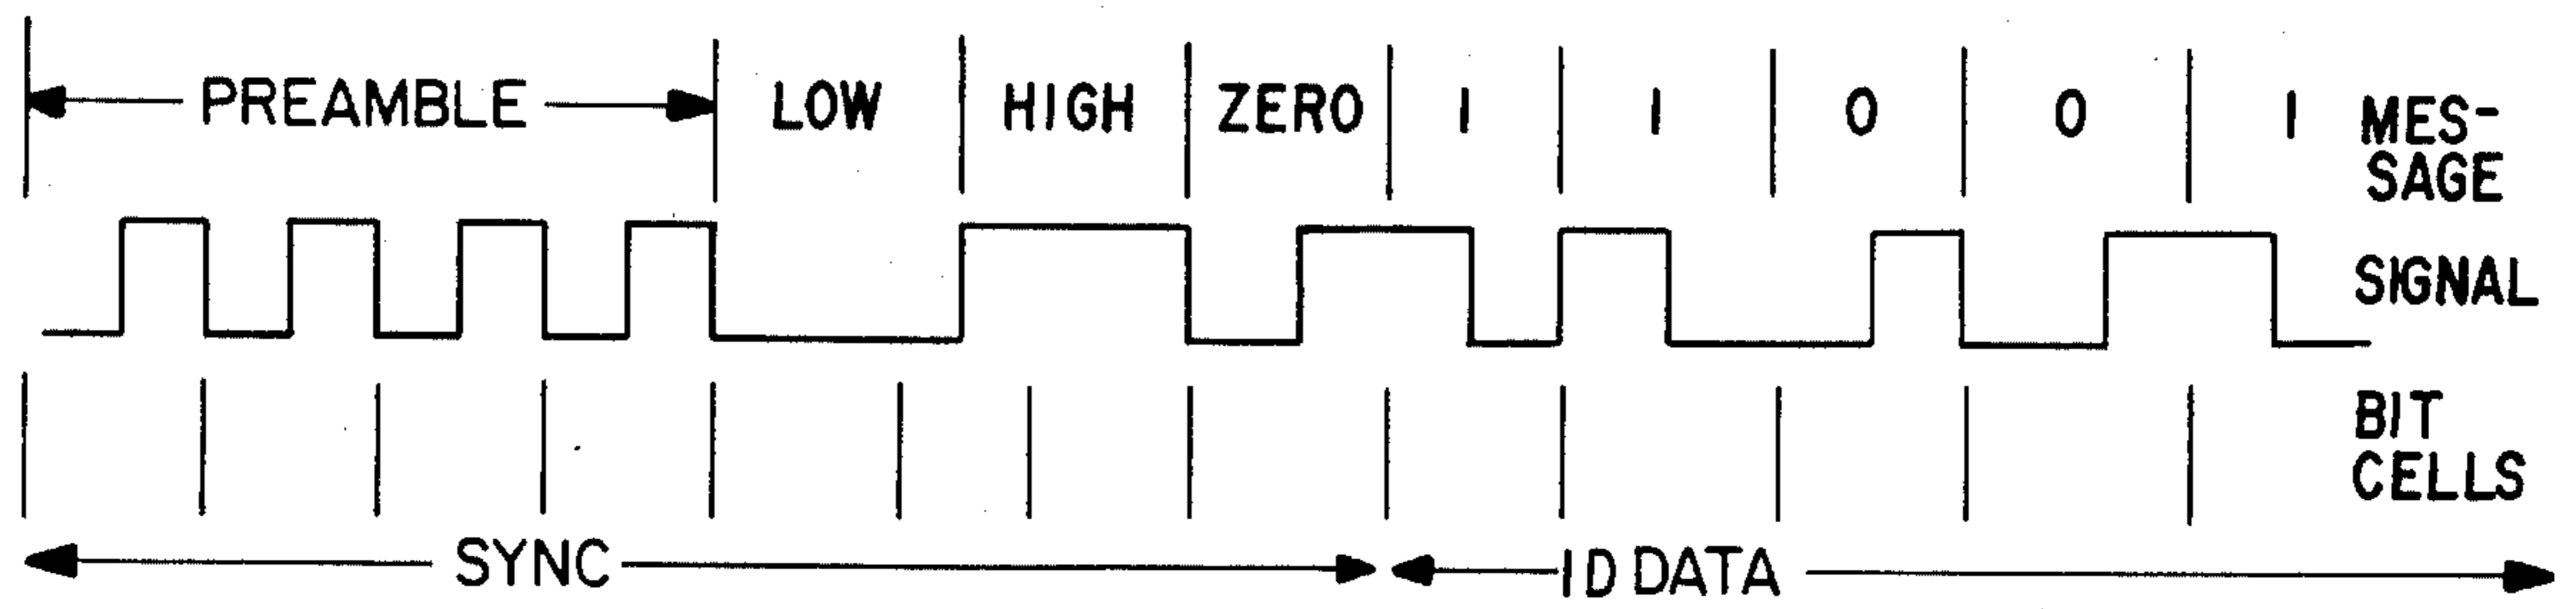 PREAMBLE LOW HIGH ZERO 1 1 0 0 1 MES-
SAGE
SIGNAL
BIT
CELLS
SYNC ID DATA